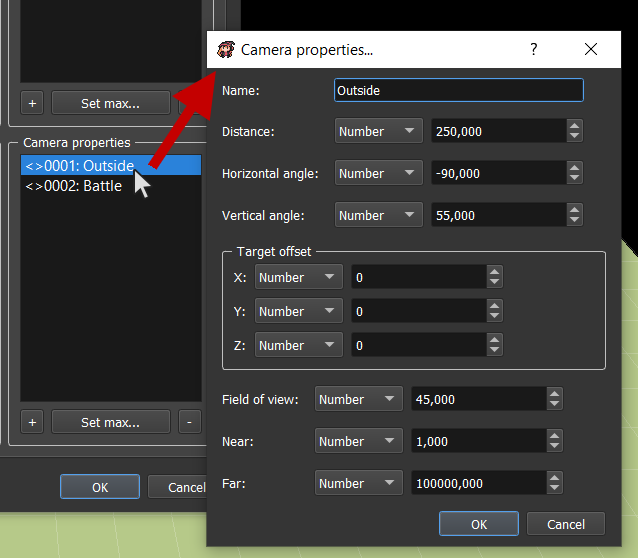 + Set max...
Camera properties
<>0001: Outside
<>0002: Battle
+ Set max... -
OK Cancel
Camera properties... ?
Name: Outside
Distance: Number 250,000
Horizontal angle: Number -90,000
Vertical angle: Number 55,000
Target offset
X: Number 0
Y: Number 0
Z: Number 0
Field of view: Number 45,000
Near: Number 1,000
Far: Number 100000,000
OK Cancel